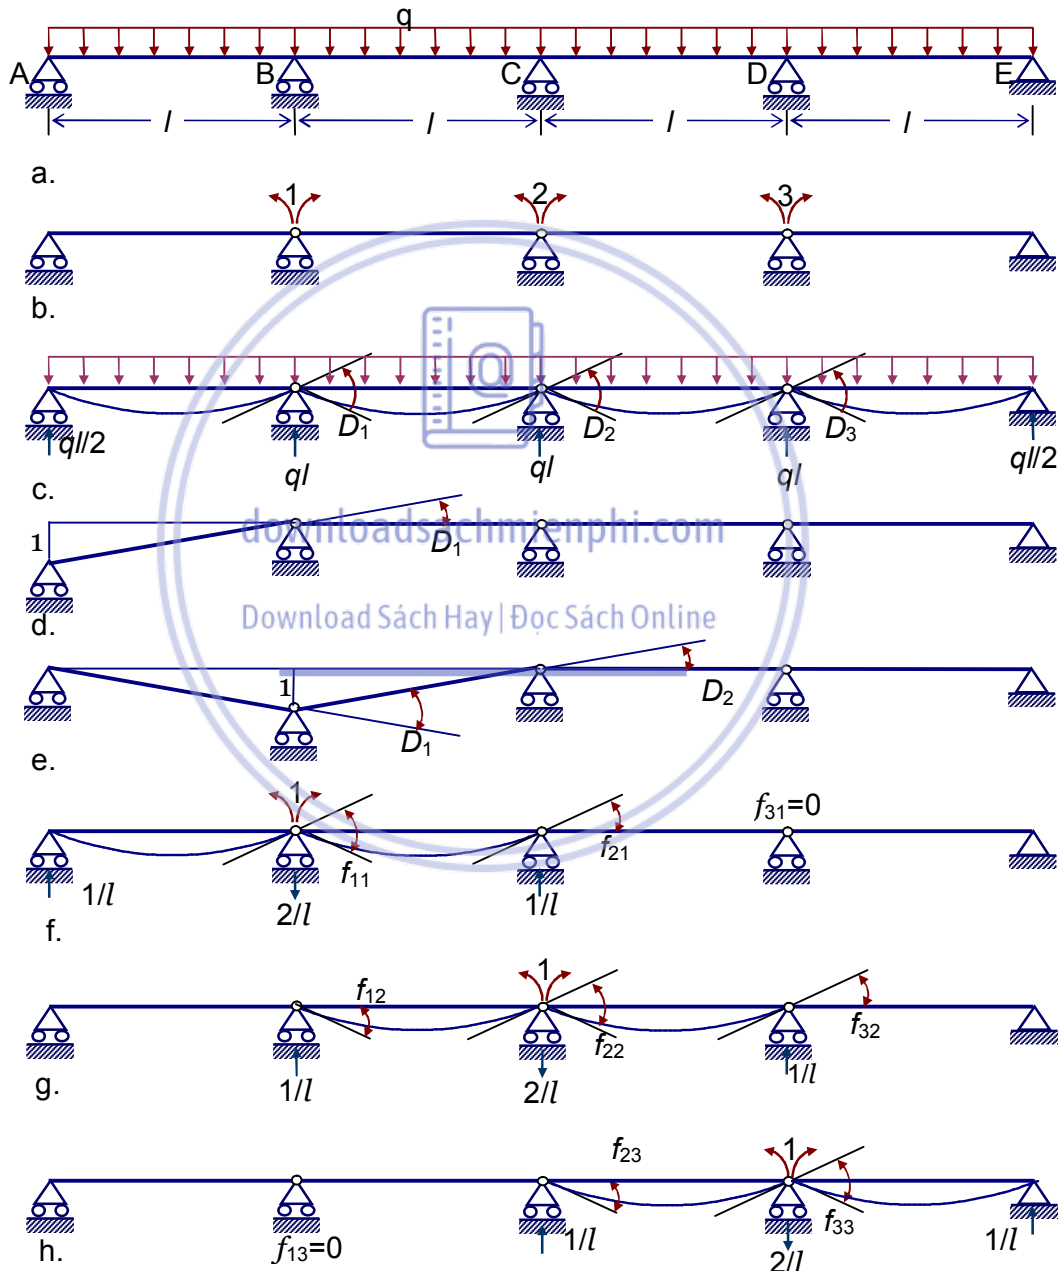 q
A B C D E
l l l l
a.
1 2 3
b.
D1 D2 D3
ql/2 ql ql ql ql/2
c.
1 D1
downloadsachmienphi.com
d.
Download Sách Hay | Đọc Sách Online
1 D1 D2
e.
1 f31=0
f11 f21
1/l 2/l 1/l
f.
1
f12 f22 f32
1/l 2/l 1/l
g.
1
f23 f33
f13=0 1/l 2/l 1/l
h.